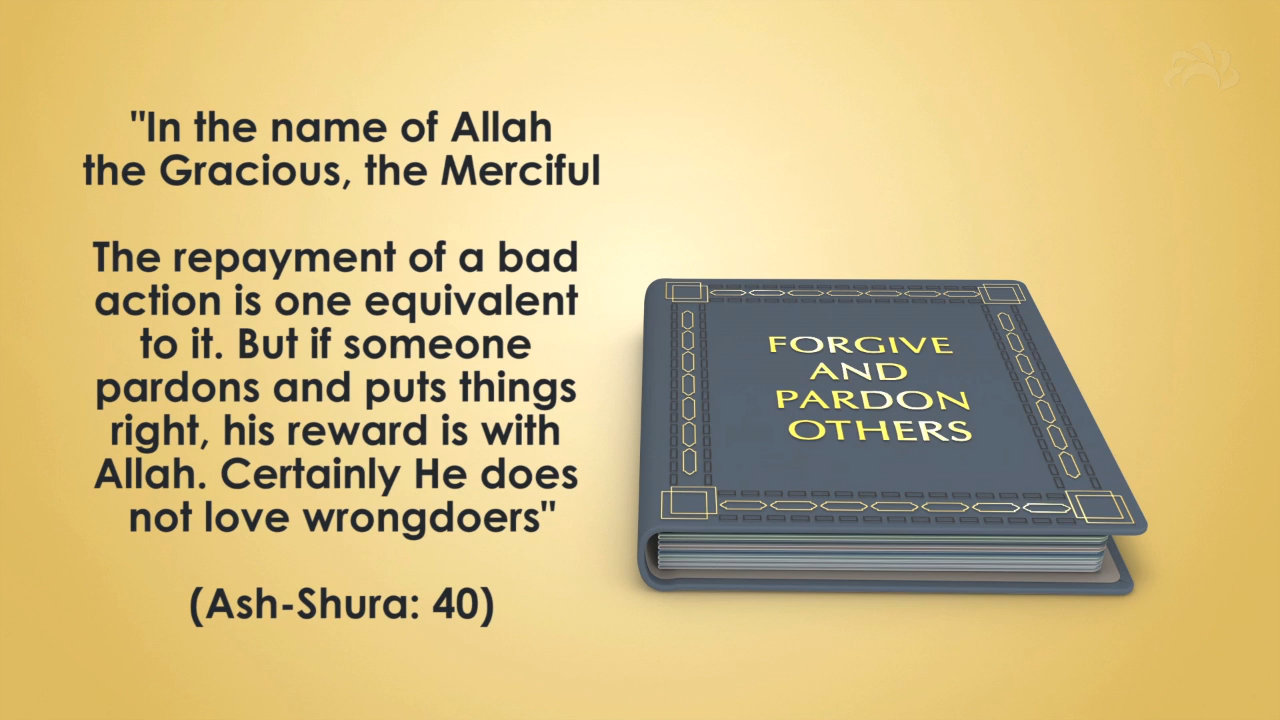 "In the name of Allah
the Gracious, the Merciful
The repayment of a bad
action is one equivalent
to it. But if someone
pardons and puts things
right, his reward is with
Allah. Certainly He does
not love wrongdoers"
(Ash-Shura: 40)
FORGIVE
AND
PARDON
OTHERS